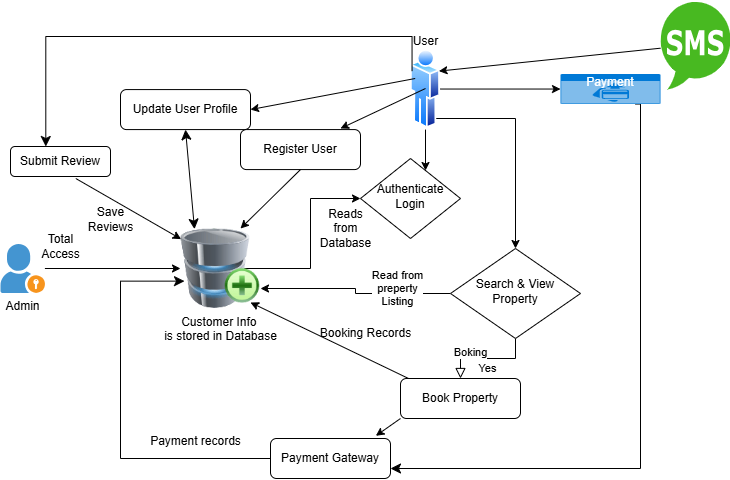 SMS
User
Payment
Update User Profile
Register User
Submit Review
Authenticate
Login
Save
Reviews
Reads
from
Database
Total
Access
Admin
Customer Info
is stored in Database
Read from
preperty
Listing
Search & View
Property
Booking Records
Boking
Yes
Book Property
Payment records
Payment Gateway